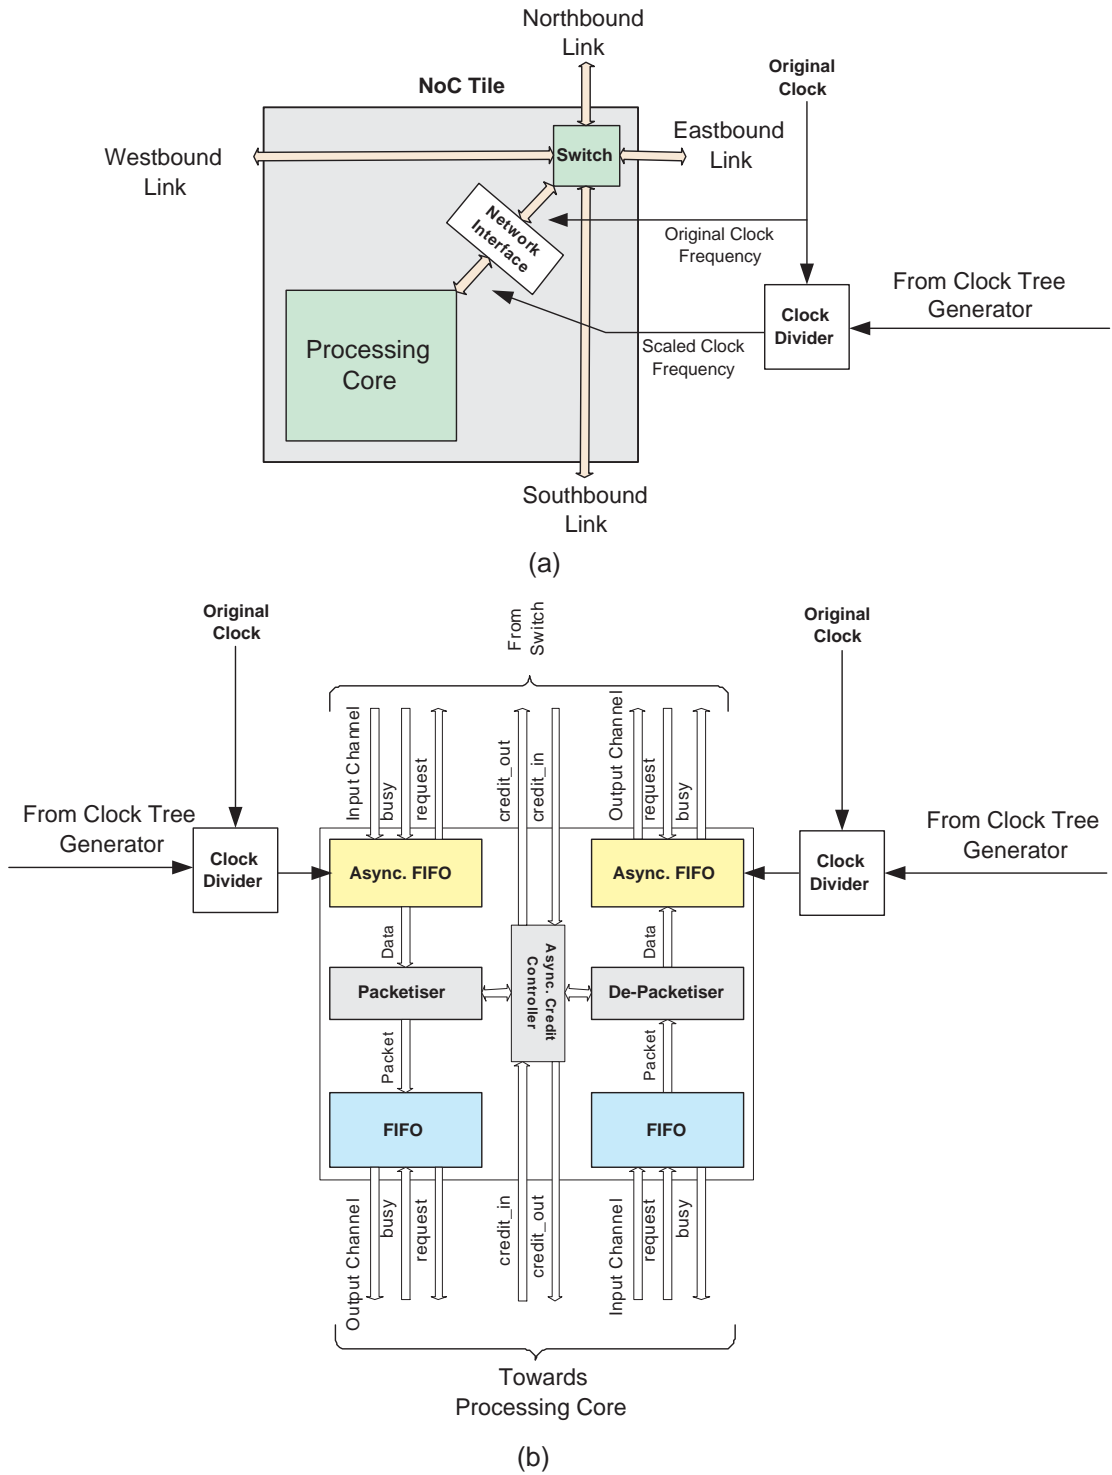 Northbound
Link
Original
Clock
NoC Tile
Eastbound
Link
Westbound
Link
Switch
Network
Interface
Original Clock
Frequency
From Clock Tree
Generator
Clock
Divider
Scaled Clock
Frequency
Processing
Core
Southbound
Link
(a)
Original
Clock
From
Switch
Original
Clock
Input Channel
busy
request
credit_out
credit_in
Output Channel
request
busy
From Clock Tree
Generator
Clock
Divider
Async. FIFO
Async. FIFO
Clock
Divider
From Clock Tree
Generator
Data
Data
Packetiser
Async. Credit
Controller
De-Packetiser
Packet
Packet
FIFO
FIFO
Output Channel
busy
request
credit_in
credit_out
Input Channel
request
busy
Towards
Processing Core
(b)